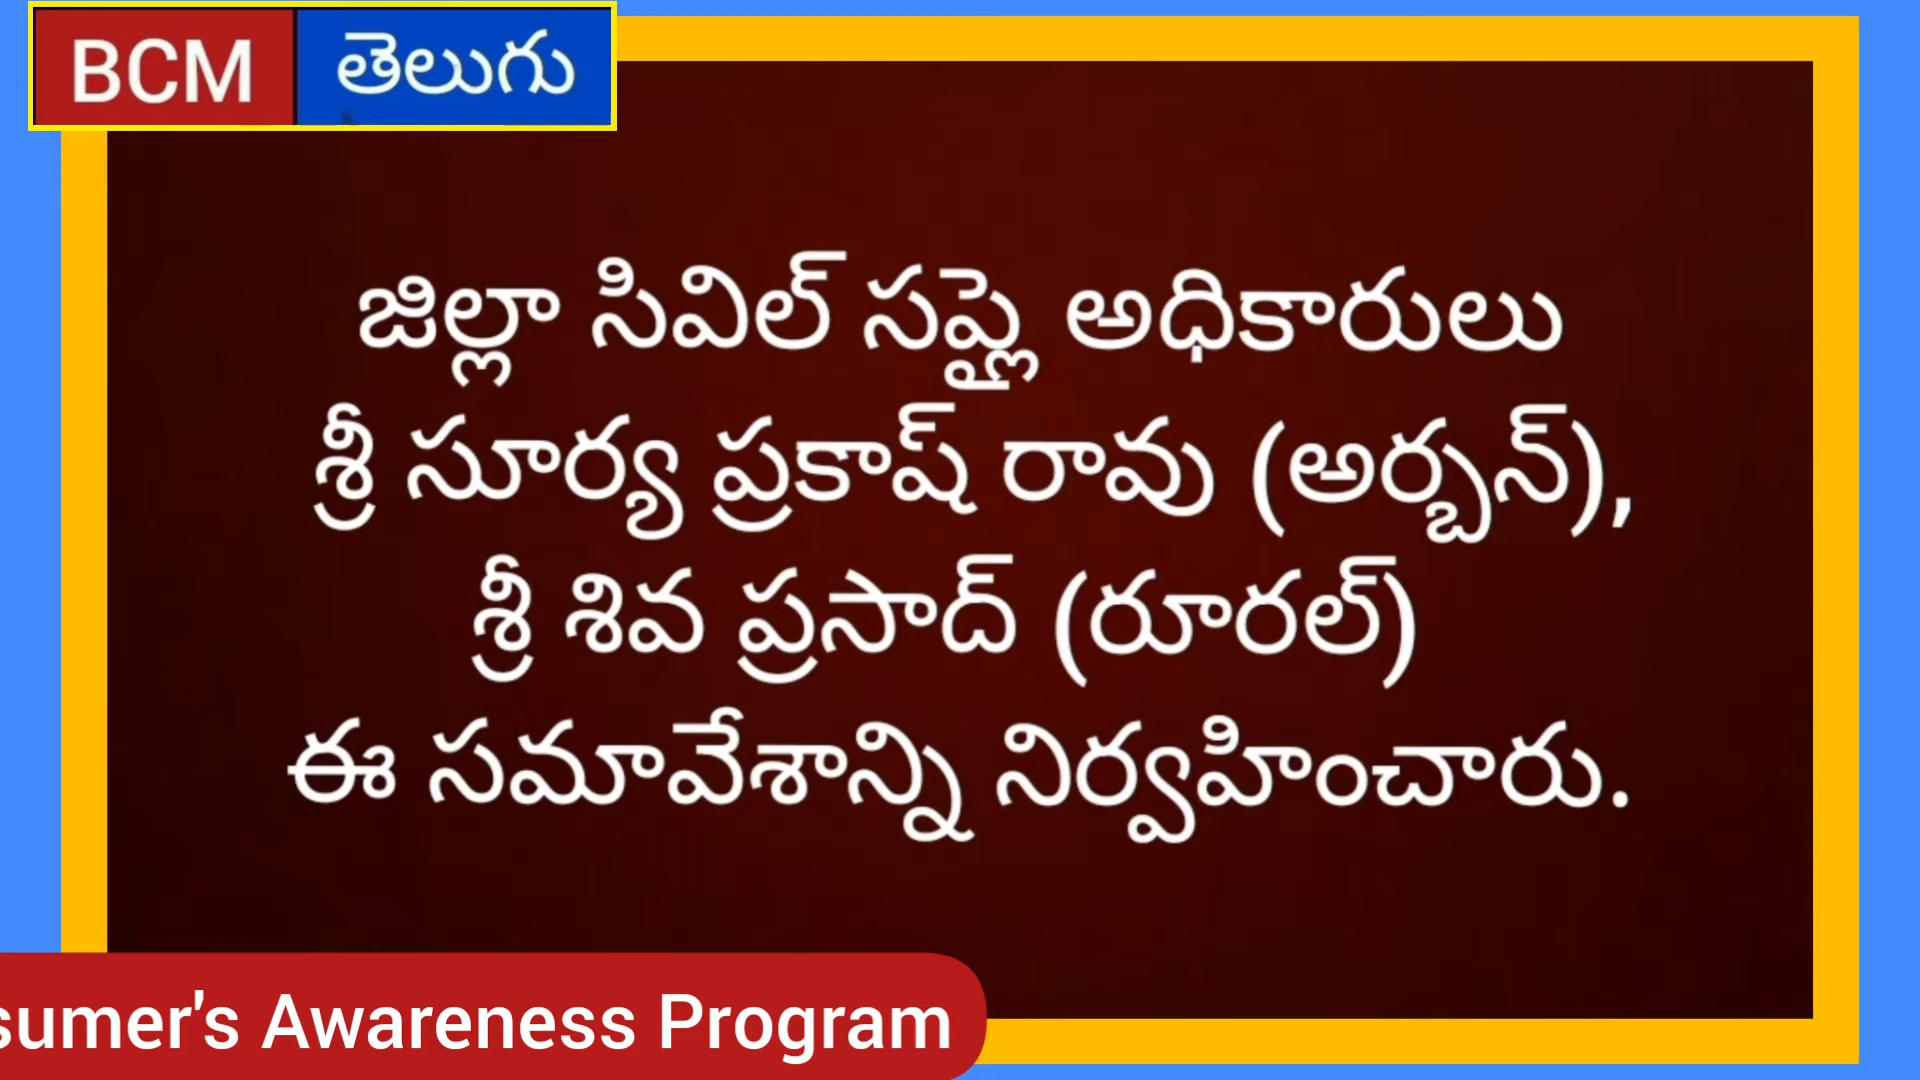 BCM తెలుగు
జిల్లా సివిల్ సప్లై అధికారులు
శ్రీ సూర్య ప్రకాష్ రావు (అర్బన్),
శ్రీ శివ ప్రసాద్ (రూరల్)
ఈ సమావేశాన్ని నిర్వహించారు.
sumer's Awareness Program